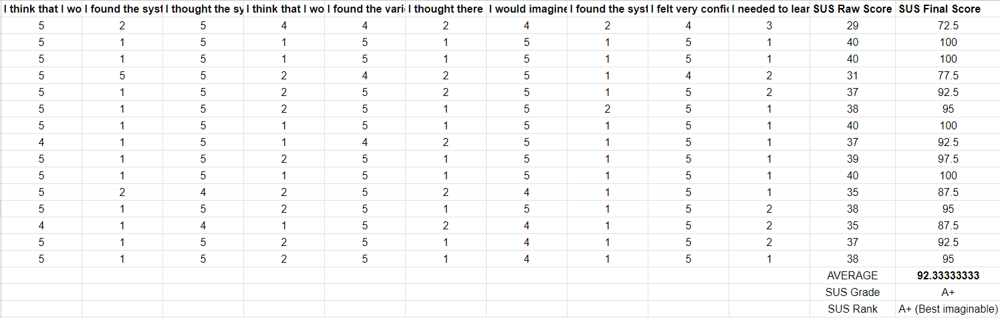 I think that I wo I found the syst I thought the sy I think that I wo I found the vari I thought there I would imagine I found the syst I felt very confid I needed to lear SUS Raw Score SUS Final Score
5 2 5 4 4 2 4 2 4 3 29 72.5
5 1 5 1 5 1 5 1 5 1 40 100
5 1 5 1 5 1 5 1 5 1 40 100
5 5 5 2 4 2 5 1 4 2 31 77.5
5 1 5 2 5 2 5 1 5 2 37 92.5
5 1 5 2 5 1 5 2 5 1 38 95
5 1 5 1 5 1 5 1 5 1 40 100
4 1 5 1 4 2 5 1 5 1 37 92.5
5 1 5 2 5 1 5 1 5 1 39 97.5
5 1 5 1 5 1 5 1 5 1 40 100
5 2 4 2 5 2 4 1 5 1 35 87.5
5 1 5 2 5 1 5 1 5 2 38 95
4 1 4 1 5 2 4 1 5 2 35 87.5
5 1 5 2 5 1 4 1 5 2 37 92.5
5 1 5 2 5 1 4 1 5 1 38 95
AVERAGE 92.33333333
SUS Grade A+
SUS Rank A+ (Best imaginable)